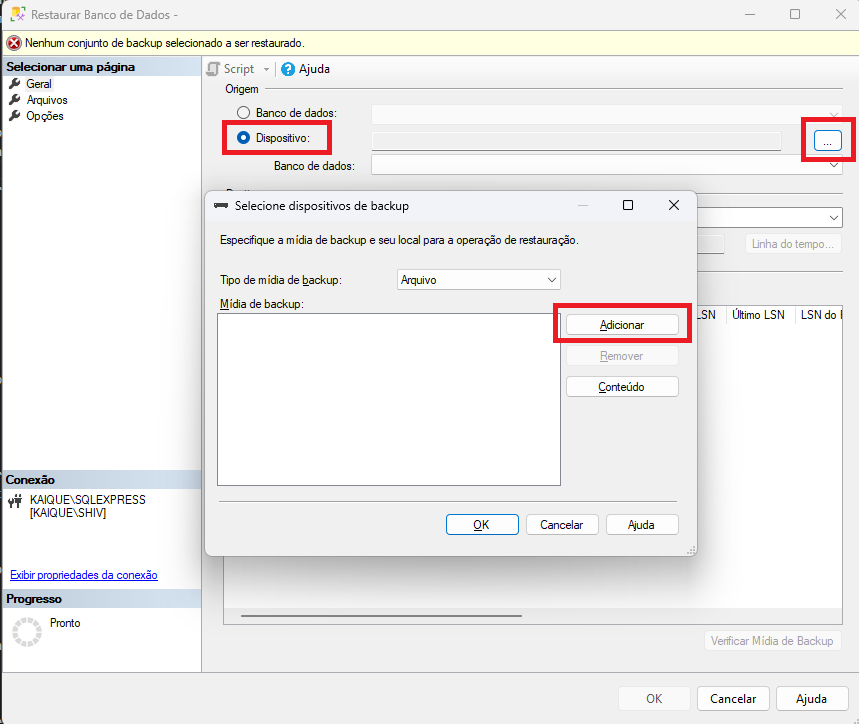 Restaurar Banco de Dados -
Nenhum conjunto de backup selecionado a ser restaurado.
Selecionar uma página
Geral
Arquivos
Opções
Script
Ajuda
Origem
Banco de dados:
Dispositivo:
...
Banco de dados:
Linha do tempo...
LSN Último LSN LSN do
Selecione dispositivos de backup
Especifique a mídia de backup e seu local para a operação de restauração.
Tipo de mídia de backup: Arquivo
Mídia de backup:
Adicionar
Remover
Conteúdo
OK Cancelar Ajuda
Conexão
KAIQUE\SQLEXPRESS
[KAIQUE\SHIV]
Exibir propriedades da conexão
Progresso
Pronto
Verificar Mídia de Backup
OK Cancelar Ajuda